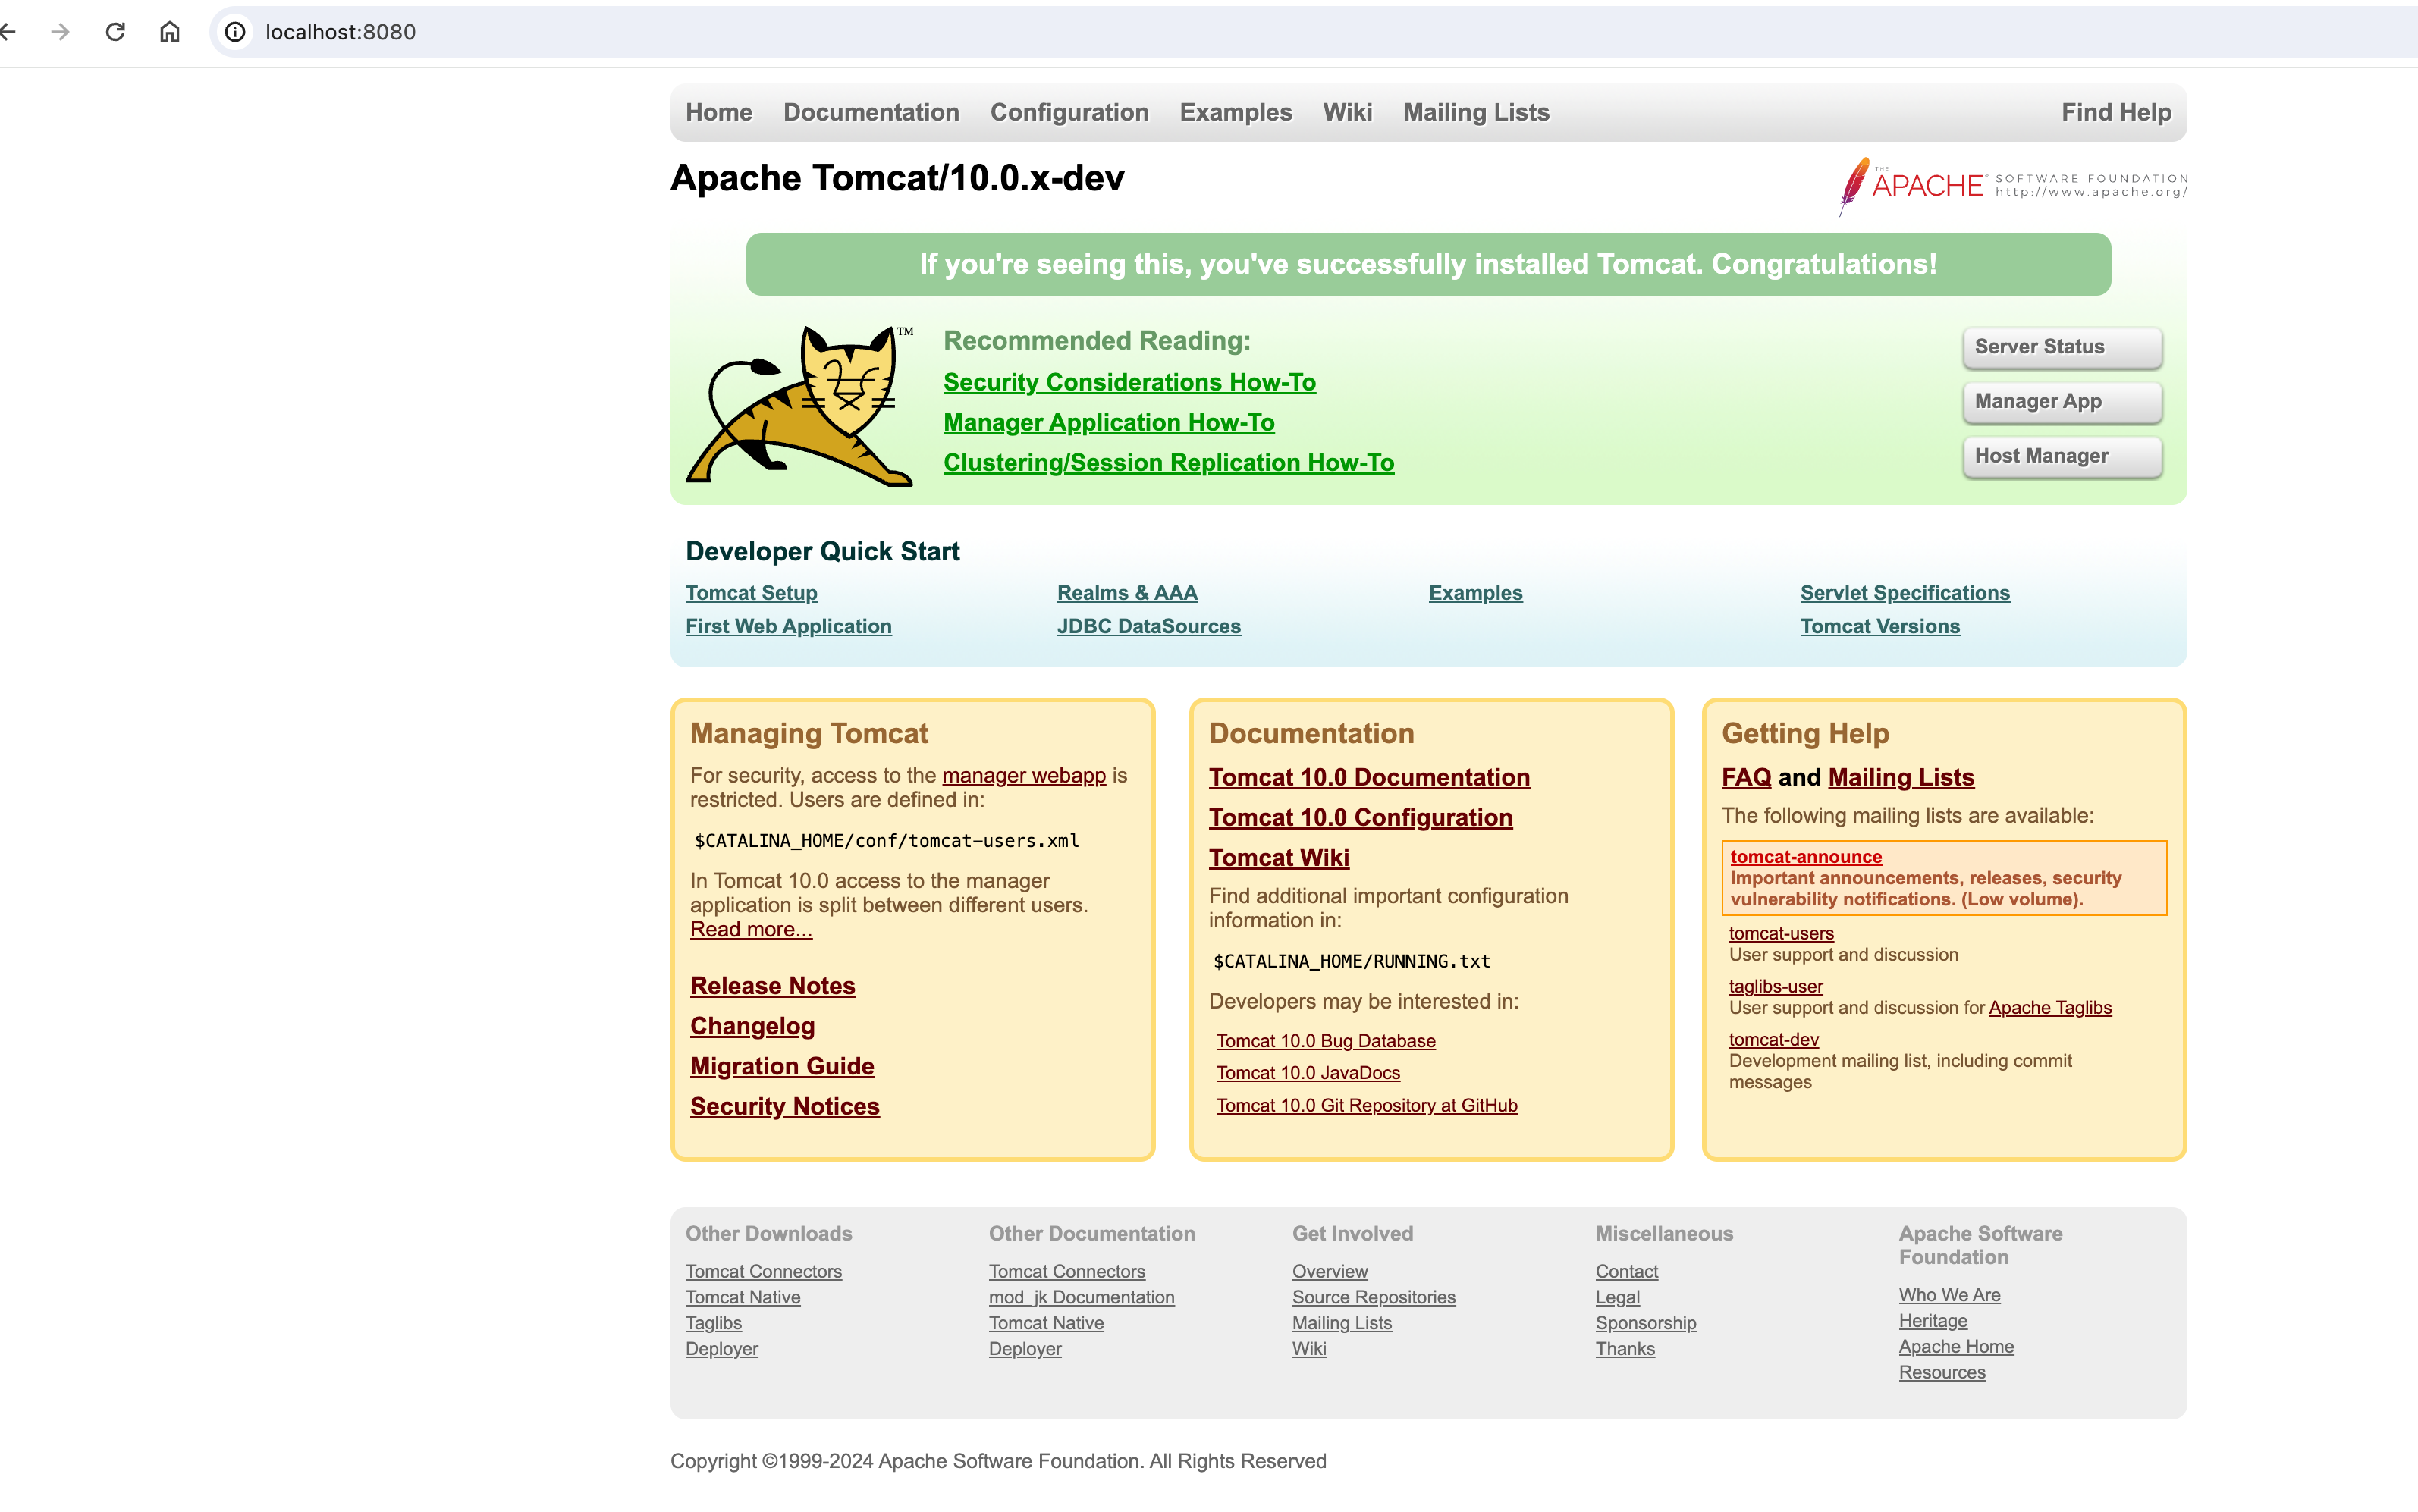 localhost:8080
Home Documentation Configuration Examples Wiki Mailing Lists Find Help
Apache Tomcat/10.0.x-dev
THE APACHE® SOFTWARE FOUNDATION
http://www.apache.org/
If you're seeing this, you've successfully installed Tomcat. Congratulations!
TM
Recommended Reading:
Security Considerations How-To
Manager Application How-To
Clustering/Session Replication How-To
Server Status
Manager App
Host Manager
Developer Quick Start
Tomcat Setup
First Web Application
Realms & AAA
JDBC DataSources
Examples
Servlet Specifications
Tomcat Versions
Managing Tomcat
For security, access to the manager webapp is
restricted. Users are defined in:
$CATALINA_HOME/conf/tomcat-users.xml
In Tomcat 10.0 access to the manager
application is split between different users.
Read more...
Release Notes
Changelog
Migration Guide
Security Notices
Documentation
Tomcat 10.0 Documentation
Tomcat 10.0 Configuration
Tomcat Wiki
Find additional important configuration
information in:
$CATALINA_HOME/RUNNING.txt
Developers may be interested in:
Tomcat 10.0 Bug Database
Tomcat 10.0 JavaDocs
Tomcat 10.0 Git Repository at GitHub
Getting Help
FAQ and Mailing Lists
The following mailing lists are available:
tomcat-announce
Important announcements, releases, security
vulnerability notifications. (Low volume).
tomcat-users
User support and discussion
taglibs-user
User support and discussion for Apache Taglibs
tomcat-dev
Development mailing list, including commit
messages
Other Downloads
Tomcat Connectors
Tomcat Native
Taglibs
Deployer
Other Documentation
Tomcat Connectors
mod_jk Documentation
Tomcat Native
Deployer
Get Involved
Overview
Source Repositories
Mailing Lists
Wiki
Miscellaneous
Contact
Legal
Sponsorship
Thanks
Apache Software
Foundation
Who We Are
Heritage
Apache Home
Resources
Copyright ©1999-2024 Apache Software Foundation. All Rights Reserved